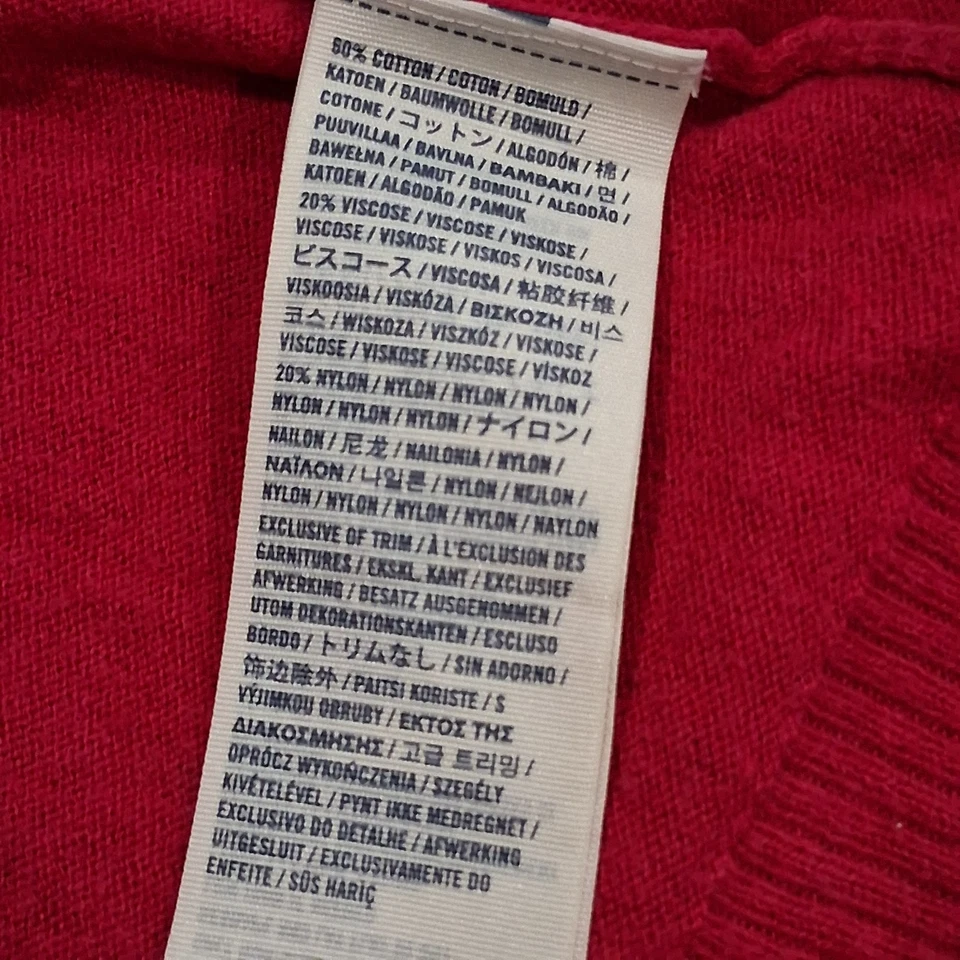 60% COTTON / COTON / BOMULD /
KATOEN / BAUMWOLLE / BOMULL /
COTONE / コットン / ALGODÓN / 棉 /
PUUVILLAA / BAVLNA / BAMBAKI / 면 /
BAWEŁNA / PAMUT / BOMULL / ALGODÃO /
KATOEN / ALGODÃO / PAMUK
20% VISCOSE / VISCOSE / VISKOSE /
VISCOSE / VISKOSE / VISKOS / VISCOSA /
ビスコース / VISCOSA / 粘胶纤维 /
VISKOOSIA / VISKÓZA / ΒΙΣΚΟΖΗ / 비스
코스 / WISKOZA / VISZKÓZ / VISKOSE /
VISCOSE / VISKOSE / VISCOSE / VİSKOZ
20% NYLON / NYLON / NYLON / NYLON /
NYLON / NYLON / NYLON / ナイロン /
NAILON / 尼龙 / NAILONIA / NYLON /
ΝΑΪΛΟΝ / 나일론 / NYLON / NEJLON /
NYLON / NYLON / NYLON / NYLON / NAYLON
EXCLUSIVE OF TRIM / À L'EXCLUSION DES
GARNITURES / EKSKL. KANT / EXCLUSIEF
AFWERKING / BESATZ AUSGENOMMEN /
UTOM DEKORATIONSKANTEN / ESCLUSO
BORDO / トリムなし / SIN ADORNO /
饰边除外 / PAITSI KORISTE / S
VÝJIMKOU OBRUBY / ΕΚΤΟΣ ΤΗΣ
ΔΙΑΚΟΣΜΗΣΗΣ / 고급 트리밍 /
OPRÓCZ WYKOŃCZENIA / SZEGÉLY
KIVÉTELÉVEL / PYNT IKKE MEDREGNET /
EXCLUSIVO DO DETALHE / AFWERKING
UITGESLUIT / EXCLUSIVAMENTE DO
ENFEITE / SÜS HARİÇ